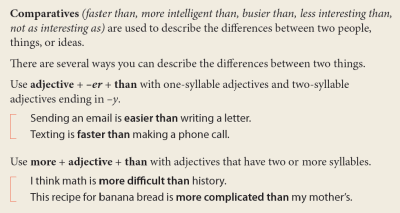 Comparatives (faster than, more intelligent than, busier than, less interesting than,
not as interesting as) are used to describe the differences between two people,
things, or ideas.
There are several ways you can describe the differences between two things.
Use adjective + –er + than with one-syllable adjectives and two-syllable
adjectives ending in –y.
Sending an email is easier than writing a letter.
Texting is faster than making a phone call.
Use more + adjective + than with adjectives that have two or more syllables.
I think math is more difficult than history.
This recipe for banana bread is more complicated than my mother's.